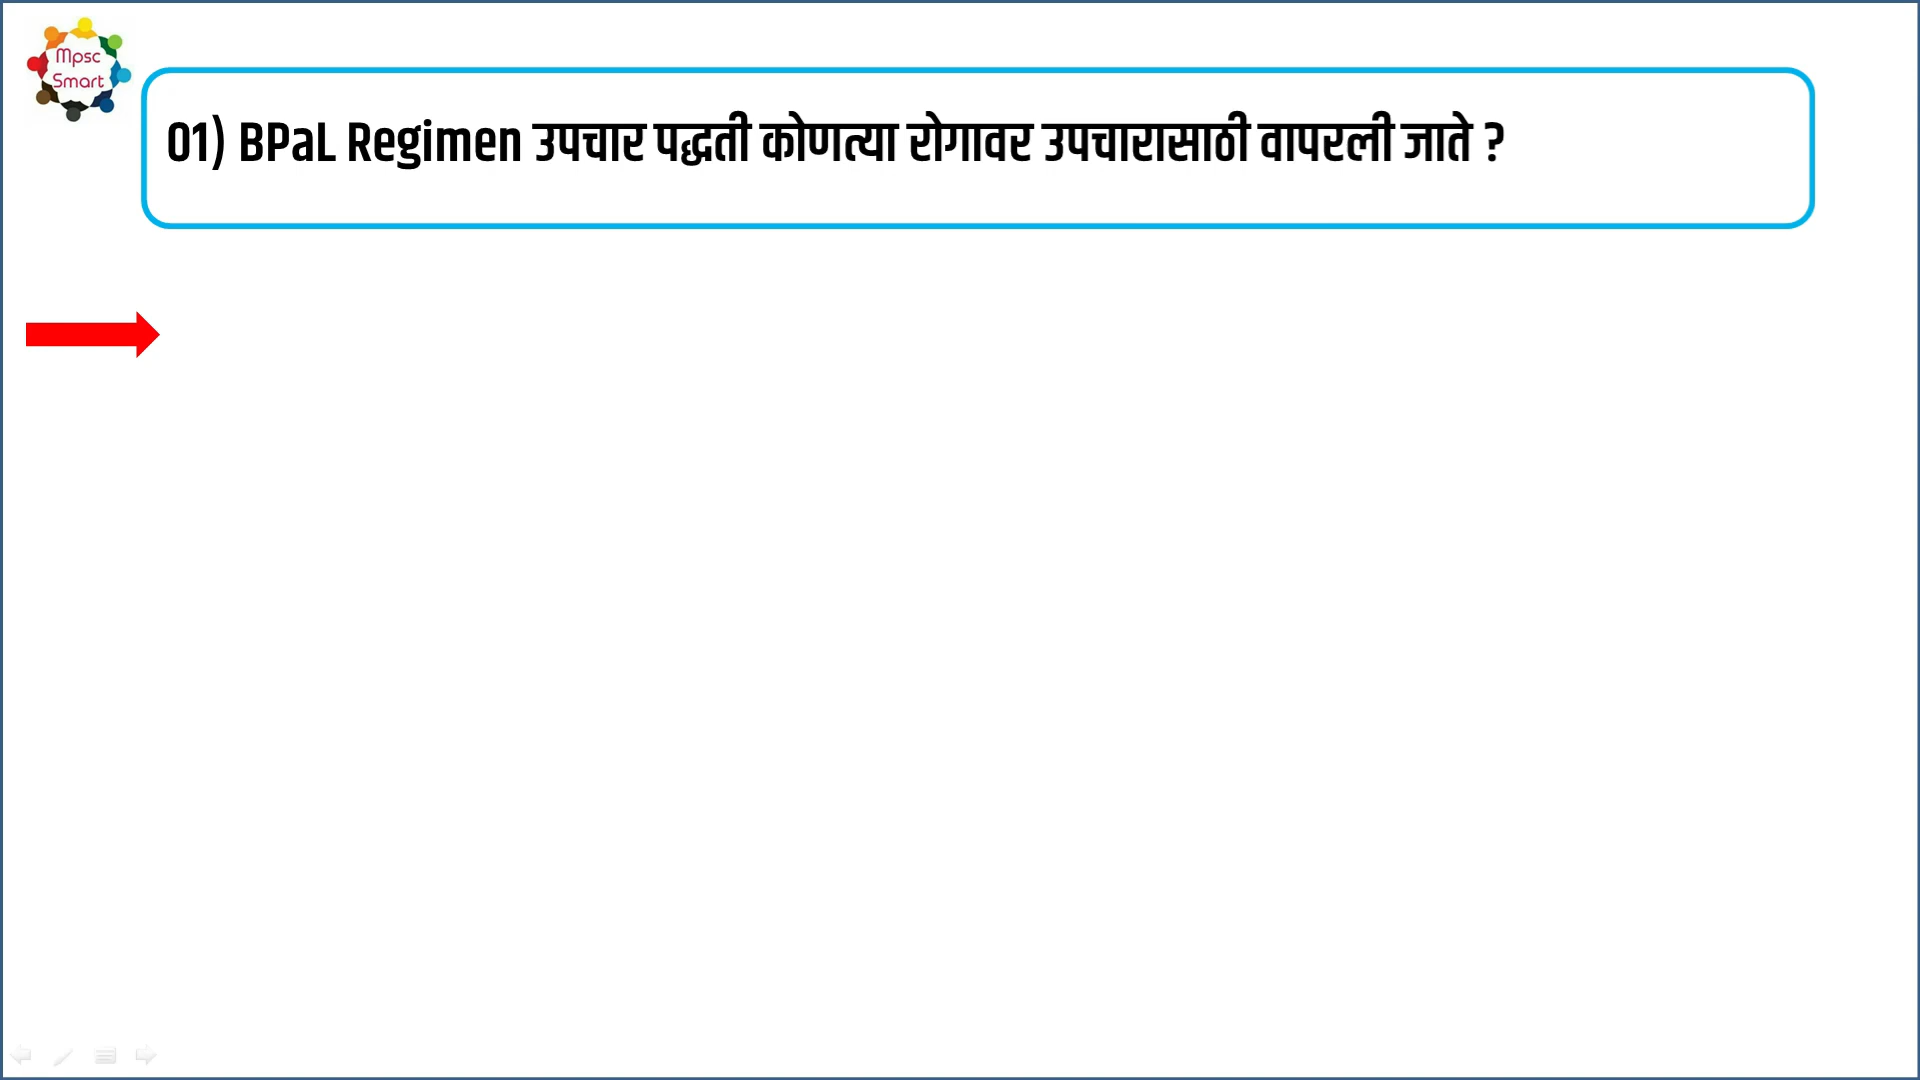 Mpsc
Smart
01) BPaL Regimen उपचार पद्धती कोणत्या रोगावर उपचारासाठी वापरली जाते ?